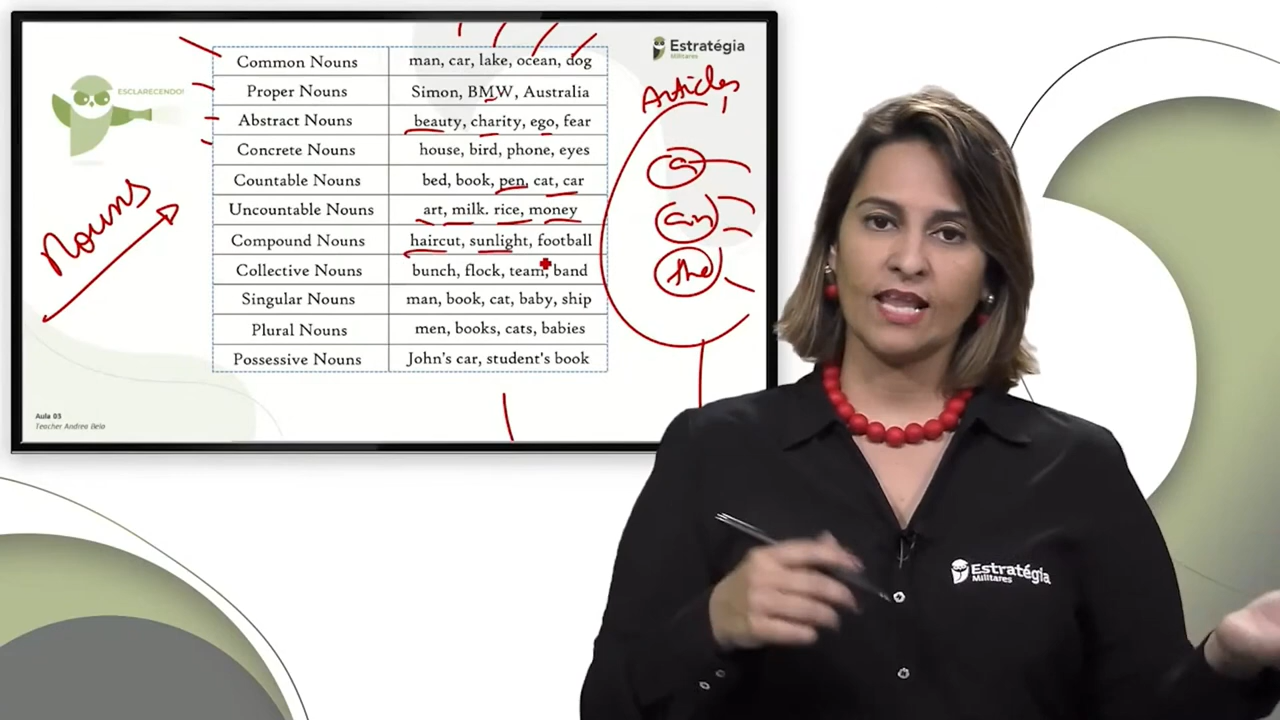 Estratégia
Militares
ESCLARECENDO!
Common Nouns man, car, lake, ocean, dog
Proper Nouns Simon, BMW, Australia
Abstract Nouns beauty, charity, ego, fear
Concrete Nouns house, bird, phone, eyes
Countable Nouns bed, book, pen, cat, car
Uncountable Nouns art, milk. rice, money
Compound Nouns haircut, sunlight, football
Collective Nouns bunch, flock, team, band
Singular Nouns man, book, cat, baby, ship
Plural Nouns men, books, cats, babies
Possessive Nouns John's car, student's book
Nouns
Articles
a
an
the
Aula 03
Teacher Andrea Belo
Estratégia
Militares